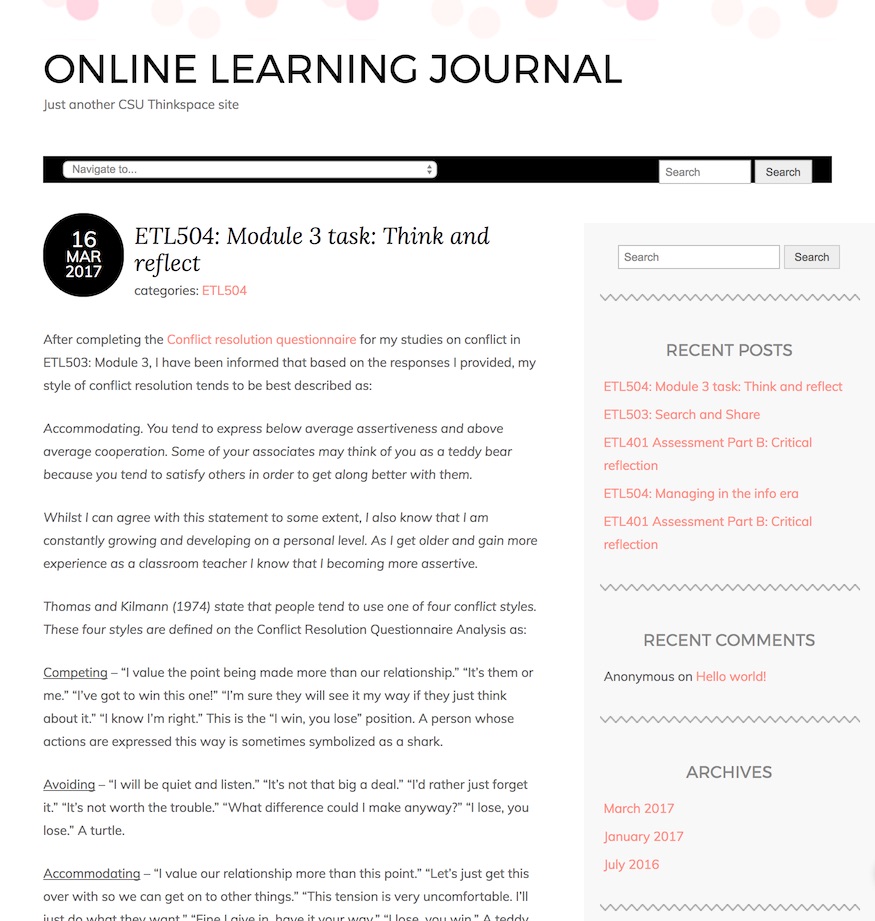 ONLINE LEARNING JOURNAL
Just another CSU Thinkspace site
Navigate to...
Search
Search
16
MAR
2017
ETL504: Module 3 task: Think and
reflect
categories: ETL504
After completing the Conflict resolution questionnaire for my studies on conflict in
ETL503: Module 3, I have been informed that based on the responses I provided, my
style of conflict resolution tends to be best described as:
Accommodating. You tend to express below average assertiveness and above
average cooperation. Some of your associates may think of you as a teddy bear
because you tend to satisfy others in order to get along better with them.
Whilst I can agree with this statement to some extent, I also know that I am
constantly growing and developing on a personal level. As I get older and gain more
experience as a classroom teacher I know that I becoming more assertive.
Thomas and Kilmann (1974) state that people tend to use one of four conflict styles.
These four styles are defined on the Conflict Resolution Questionnaire Analysis as:
Competing – “I value the point being made more than our relationship.” “It’s them or
me.” “I’ve got to win this one!” “I’m sure they will see it my way if they just think
about it.” “I know I’m right.” This is the “I win, you lose” position. A person whose
actions are expressed this way is sometimes symbolized as a shark.
Avoiding – “I will be quiet and listen.” “It’s not that big a deal.” “I’d rather just forget
it.” “It’s not worth the trouble.” “What difference could I make anyway?” “I lose, you
lose.” A turtle.
Accommodating – “I value our relationship more than this point.” “Let’s just get this
over with so we can get on to other things.” “This tension is very uncomfortable. I’ll
just do what they want.” “Fine I give in, have it your way.” “I lose, you win.” A teddy
Search
Search
RECENT POSTS
ETL504: Module 3 task: Think and reflect
ETL503: Search and Share
ETL401 Assessment Part B: Critical
reflection
ETL504: Managing in the info era
ETL401 Assessment Part B: Critical
reflection
RECENT COMMENTS
Anonymous on Hello world!
ARCHIVES
March 2017
January 2017
July 2016